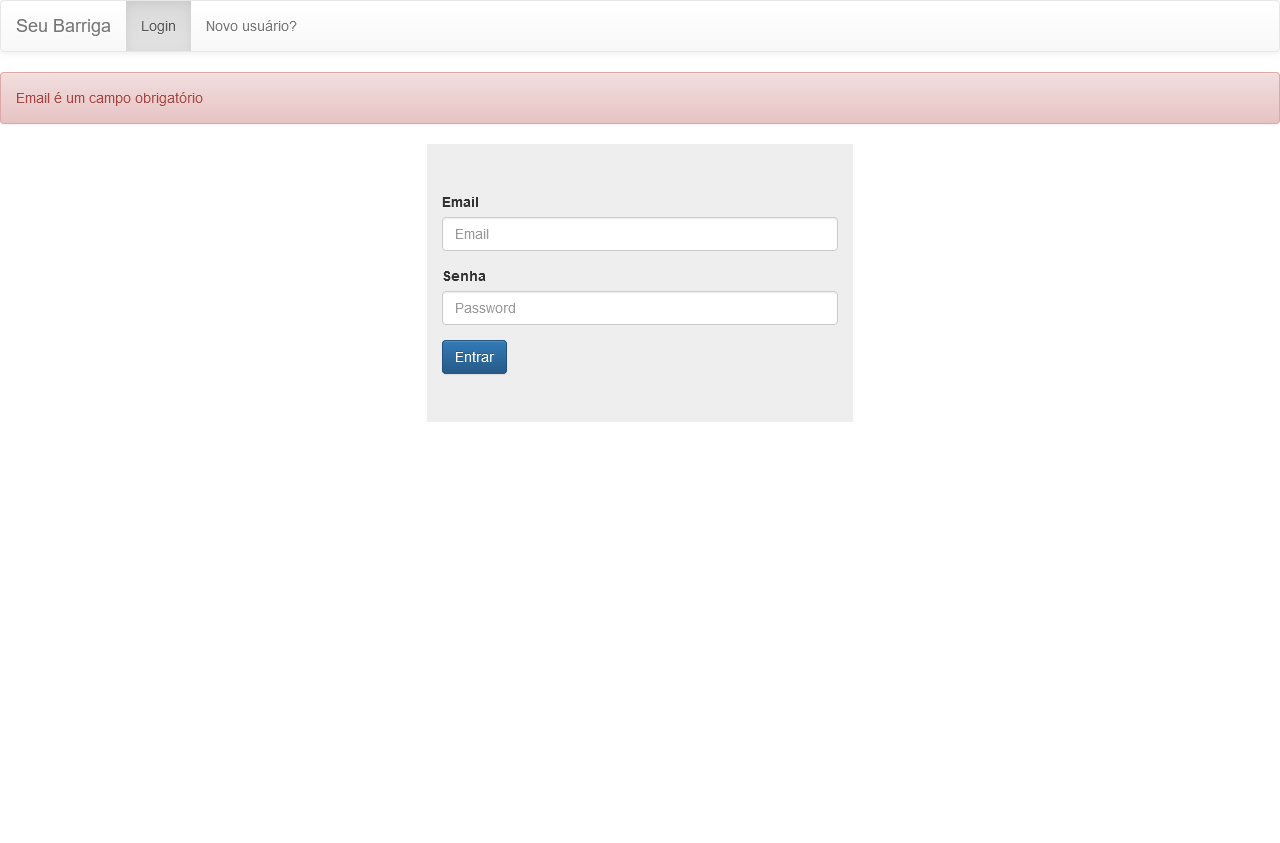 Seu Barriga Login Novo usuário?
Email é um campo obrigatório
Email
Email
Senha
Password
Entrar